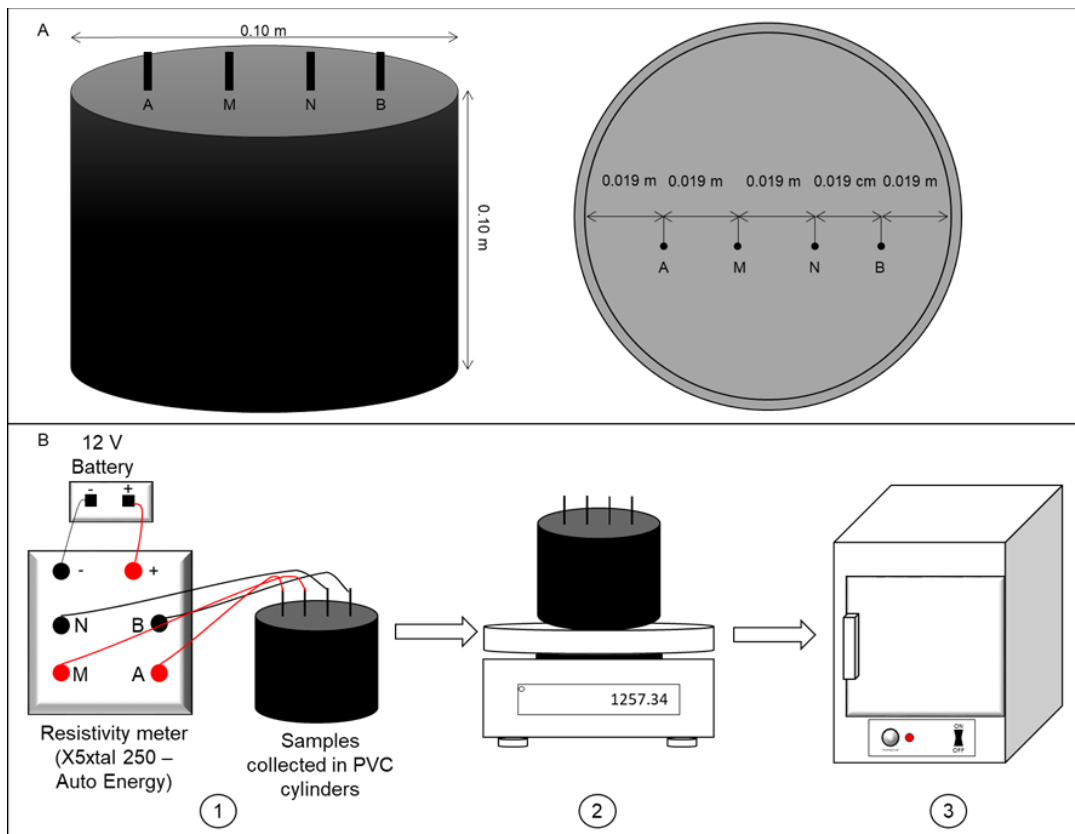 A
0.10 m
A M N B
0.10 m
0.019 m 0.019 m 0.019 m 0.019 cm 0.019 m
A M N B
B
12 V
Battery
- +
- +
N B
M A
Resistivity meter
(X5xtal 250 –
Auto Energy)
Samples
collected in PVC
cylinders
1257.34
ON
OFF
1 2 3